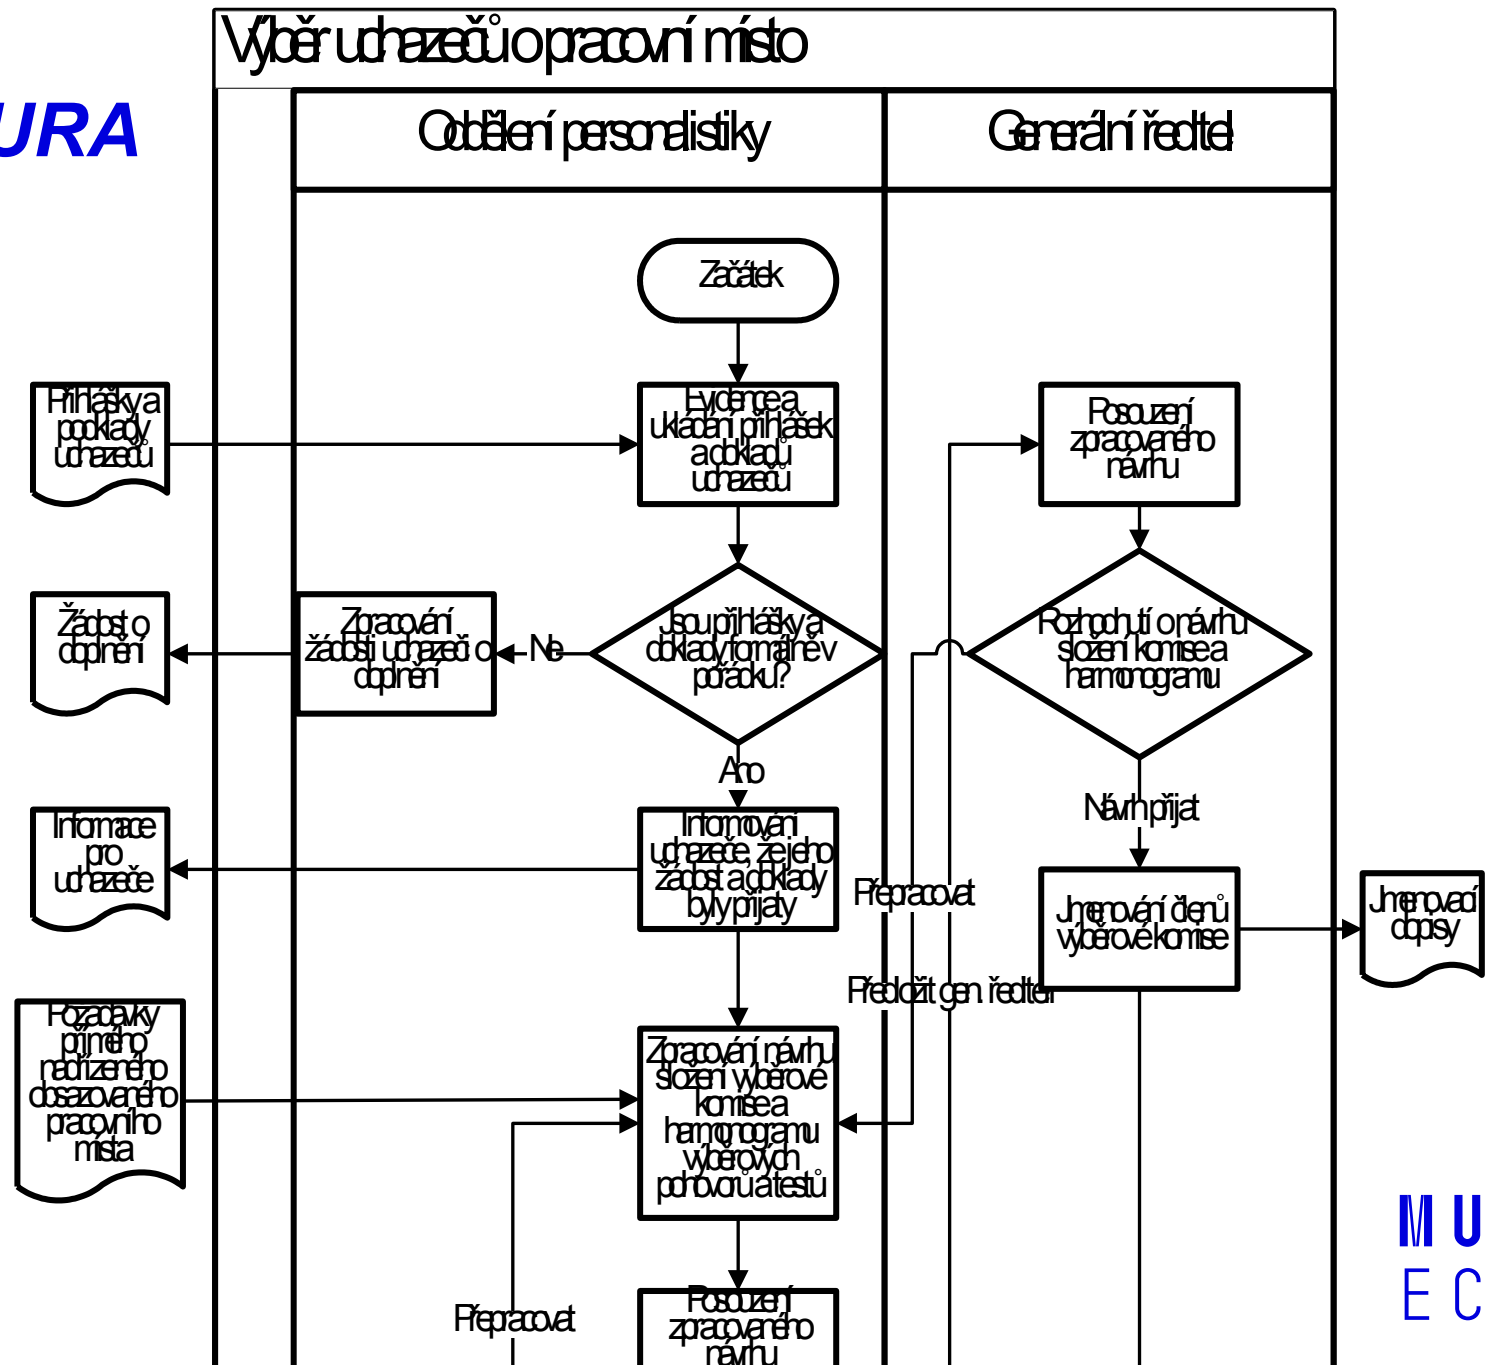 Výběr uchazečů o pracovní místo
URA
Oddělení personalistiky
Generální ředitel
Začátek
Přihlášky a
podklady
uchazečů
Evidence a
ukládání přihlášek
a dokladů
uchazečů
Posouzení
zpracovaného
návrhu
Žádost o
doplnění
Zpracování
žádosti uchazeči o
doplnění
Ne
Jsou přihlášky a
doklady formálně v
pořádku?
Rozhodnutí o návrhu
složení komise a
harmonogramu
Ano
Návrh přijat
Informace
pro
uchazeče
Informování
uchazeče, že jeho
žádost a doklady
byly přijaty
Přepracovat
Jmenování členů
výběrové komise
Jmenovací
dopisy
Předložit gen. řediteli
Požadavky
přímého
nadřízeného
dosazovaného
pracovního
místa
Zpracování návrhu
složení výběrové
komise a
harmonogramu
výběrových
pohovorů a testů
Přepracovat
Posouzení
zpracovaného
návrhu
MU
EC